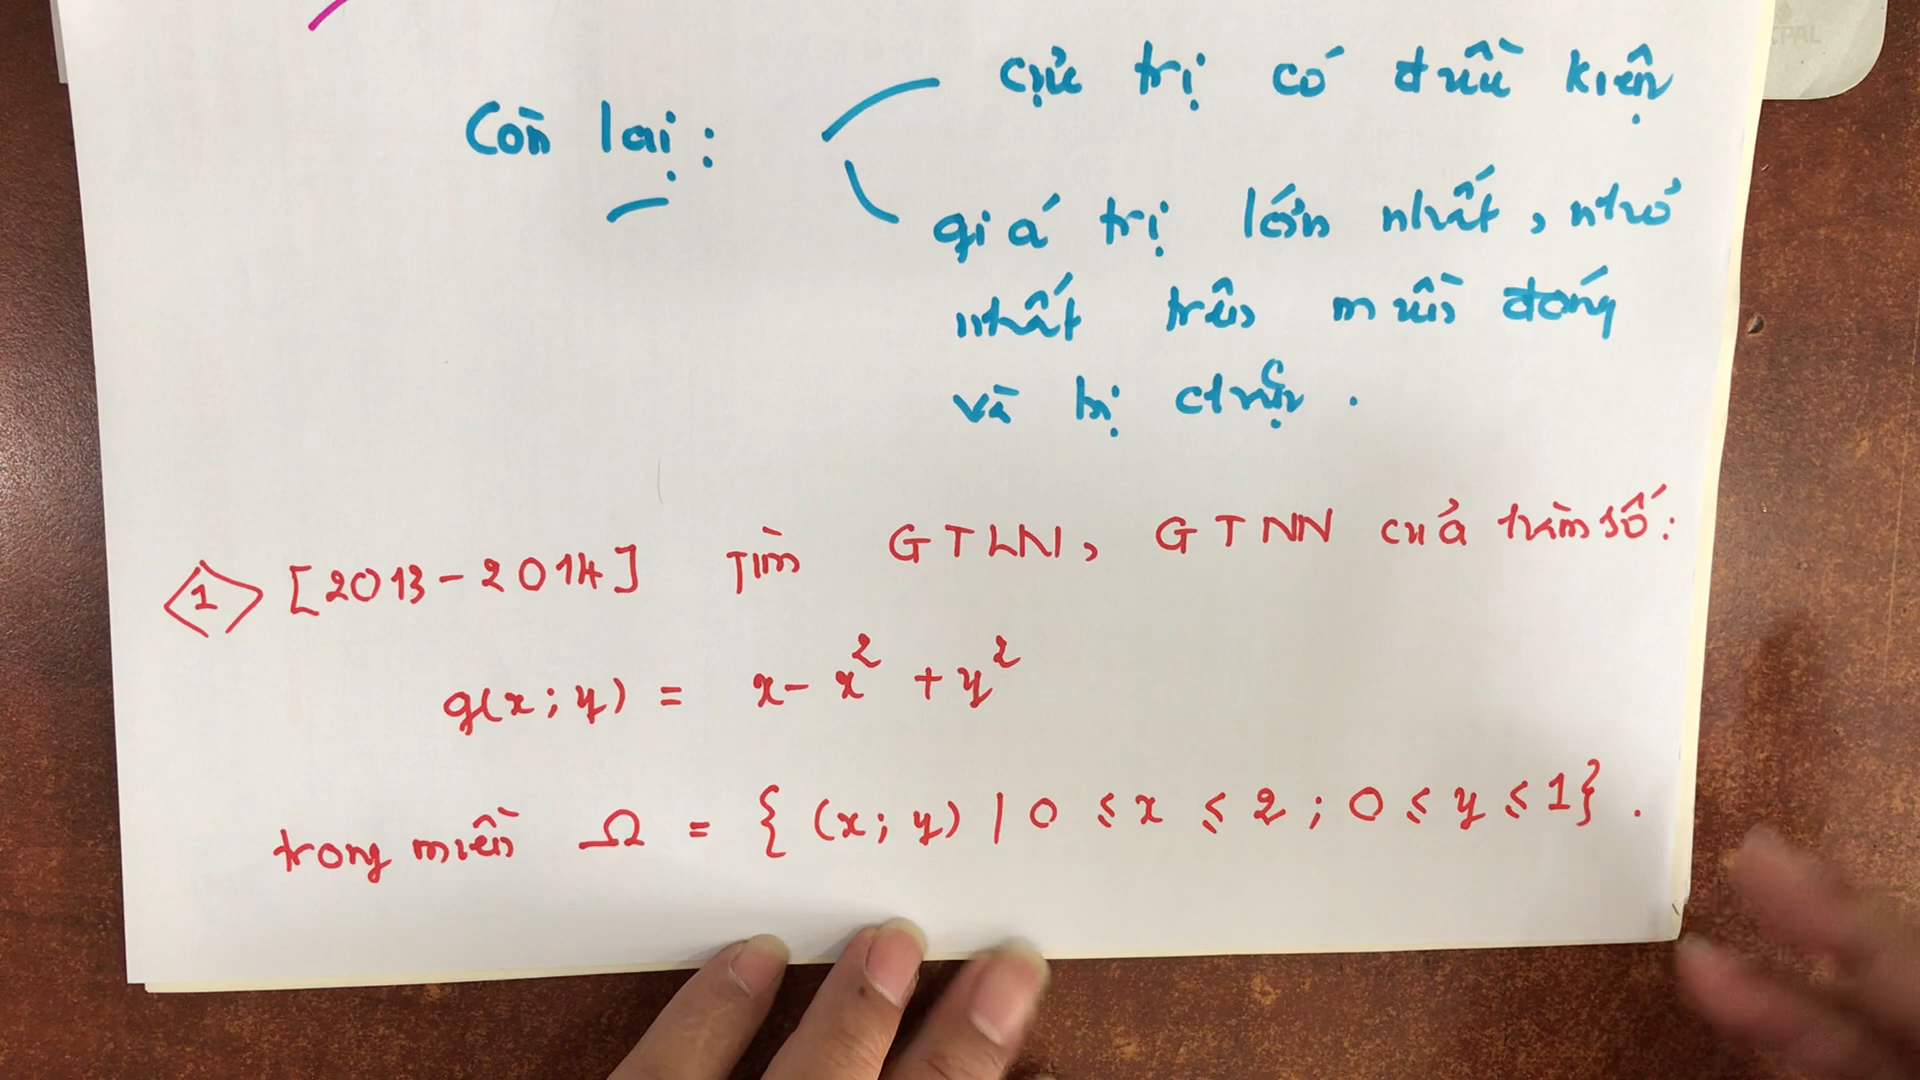 Còn lại:
cực trị có điều kiện
giá trị lớn nhất, nhỏ
nhất trên miền đóng
và bị chặn.
1 [2013-2014] Tìm GTLN, GTNN của hàm số:
g(x; y) = x - x² + y²
trong miền Ω = { (x; y) | 0 ≤ x ≤ 2 ; 0 ≤ y ≤ 1}.